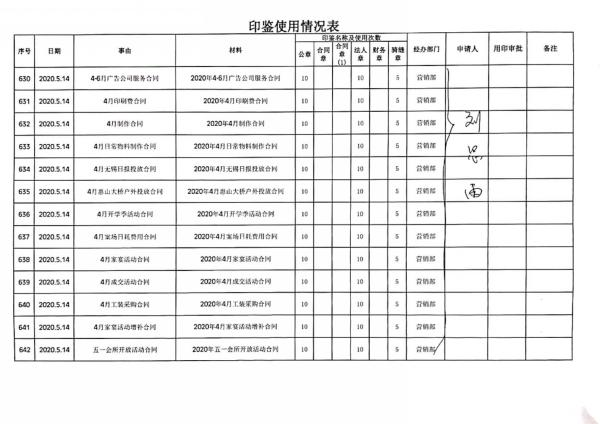 印鉴使用情况表
序号 日期 事由 材料 印鉴名称及使用次数 经办部门 申请人 用印审批 备注
公章 合同章 合同章(1) 法人章 财务章 骑缝章
630 2020.5.14 4-6月广告公司服务合同 2020年4-6月广告公司服务合同 10 10 5 营销部
631 2020.5.14 4月印刷费合同 2020年4月印刷费合同 10 10 5 营销部
632 2020.5.14 4月制作合同 2020年4月制作合同 10 10 5 营销部 刘
633 2020.5.14 4月日常物料制作合同 2020年4月日常物料制作合同 10 10 5 营销部
634 2020.5.14 4月无锡日报投放合同 2020年4月无锡日报投放合同 10 10 5 营销部
635 2020.5.14 4月惠山大桥户外投放合同 2020年4月惠山大桥户外投放合同 10 10 5 营销部
636 2020.5.14 4月开学季活动合同 2020年4月开学季活动合同 10 10 5 营销部
637 2020.5.14 4月案场日耗费用合同 2020年4月案场日耗费用合同 10 10 5 营销部
638 2020.5.14 4月家宴活动合同 2020年4月家宴活动合同 10 10 5 营销部
639 2020.5.14 4月成交活动合同 2020年4月成交活动合同 10 10 5 营销部
640 2020.5.14 4月工装采购合同 2020年4月工装采购合同 10 10 5 营销部
641 2020.5.14 4月家宴活动增补合同 2020年4月家宴活动增补合同 10 10 5 营销部
642 2020.5.14 五一会所开放活动合同 2020年五一会所开放活动合同 10 10 5 营销部